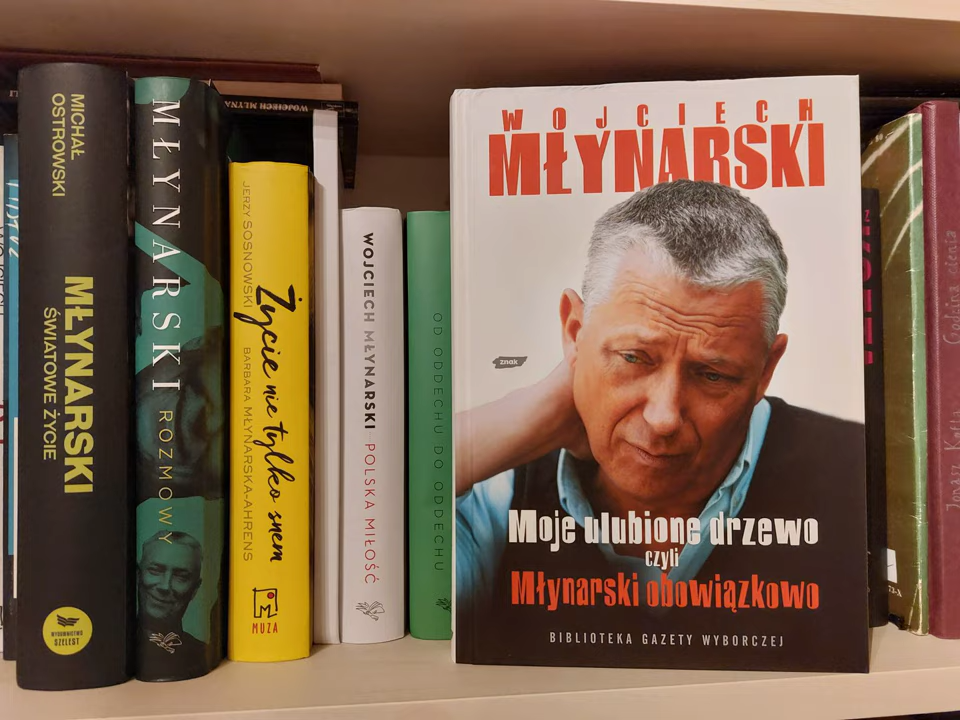 MICHAŁ
OSTROWSKI
MŁYNARSKI
ŚWIATOWE ŻYCIE
WYDAWNICTWO
SZELEST
MŁYNARSKI ROZMOWY
JERZY SOSNOWSKI
BARBARA MŁYNARSKA-AHRENS
Życie nie tylko snem
MUZA
WOJCIECH MŁYNARSKI POLSKA MIŁOŚĆ
OD ODDECHU DO ODDECHU
WOJCIECH
MŁYNARSKI
znak
Moje ulubione drzewo
czyli
Młynarski obowiązkowo
BIBLIOTEKA GAZETY WYBORCZEJ